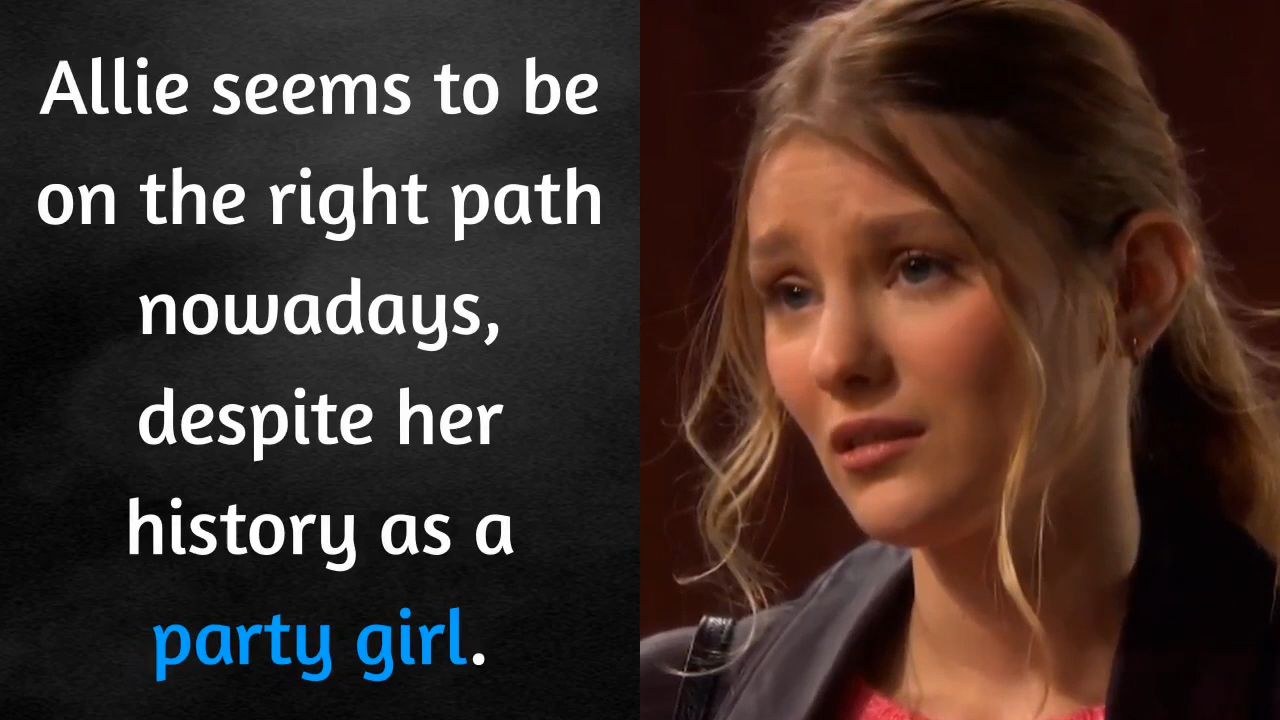 Allie seems to be
on the right path
nowadays,
despite her
history as a
party girl.